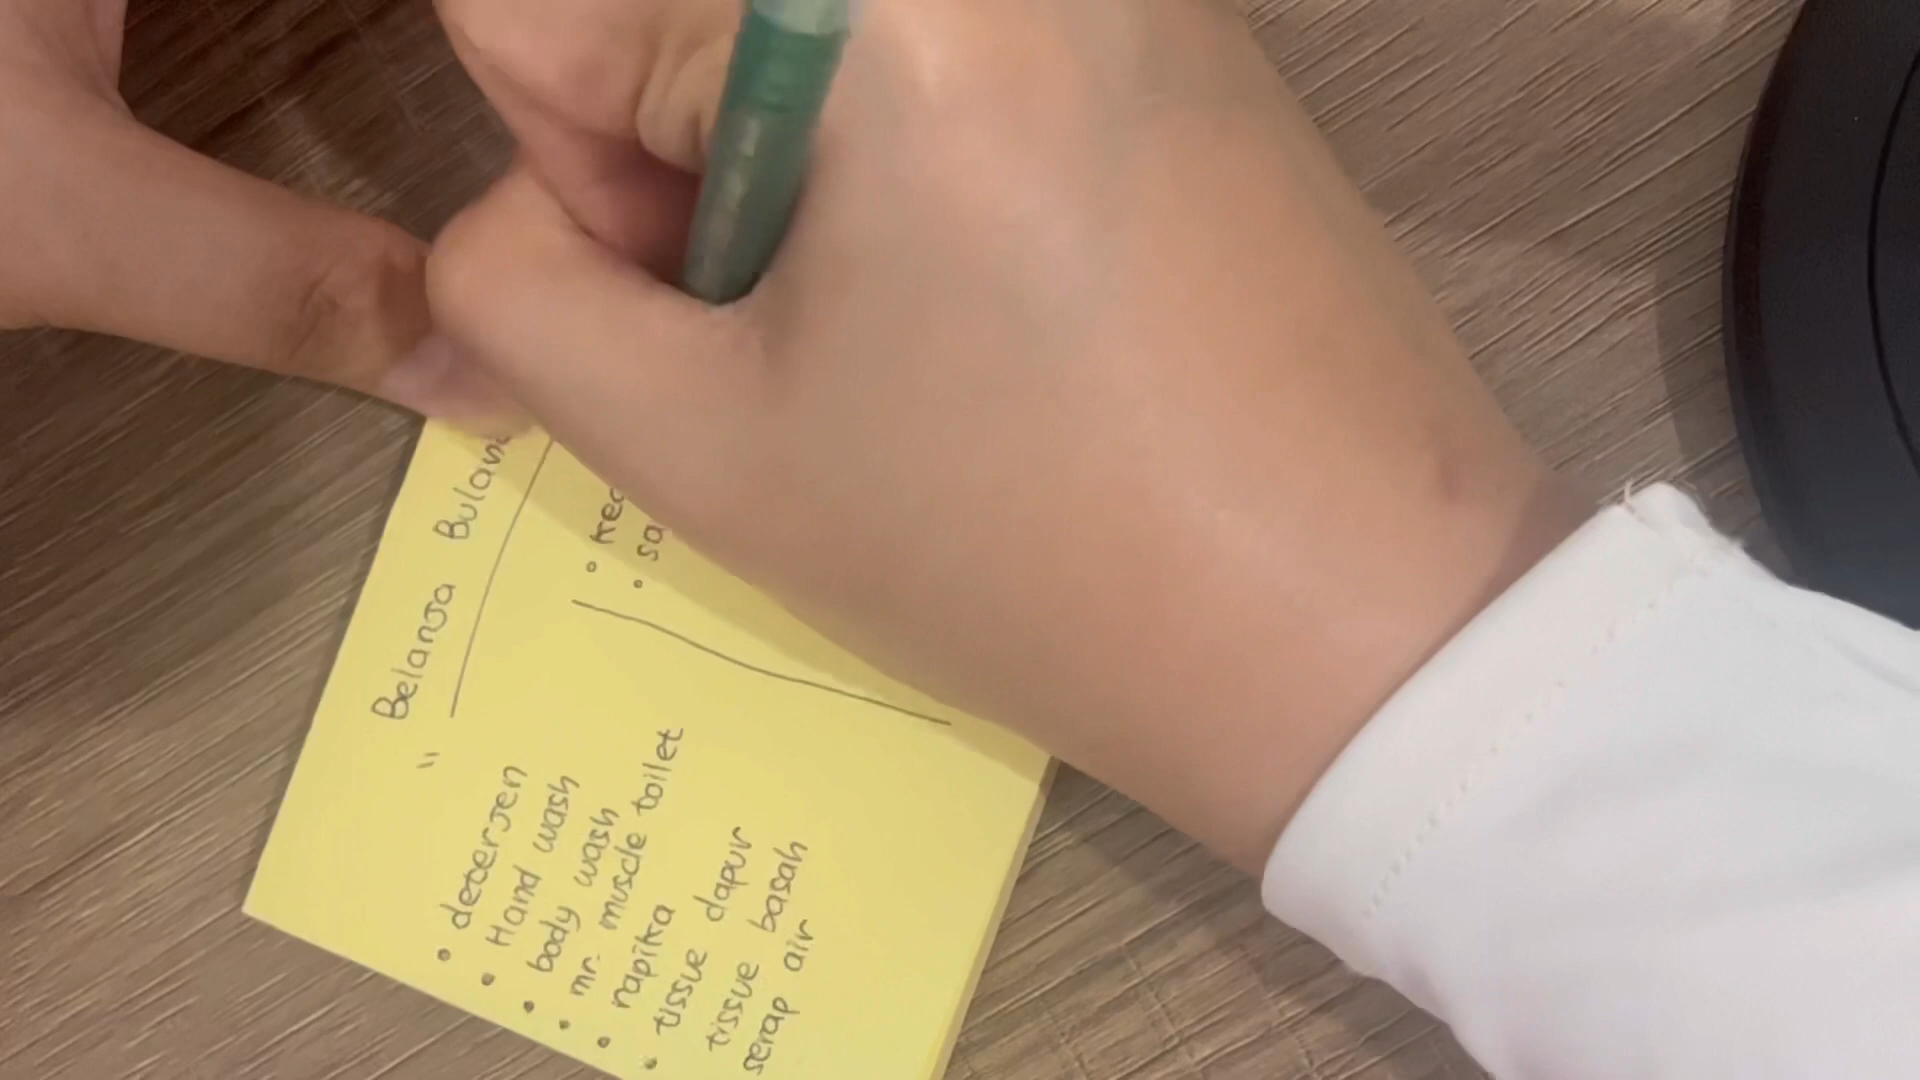 " Belanja
• deterjen
• Hand wash
• body wash
• mr. muscle toilet
• rapika
• tissue dapur
tissue basah
serap air